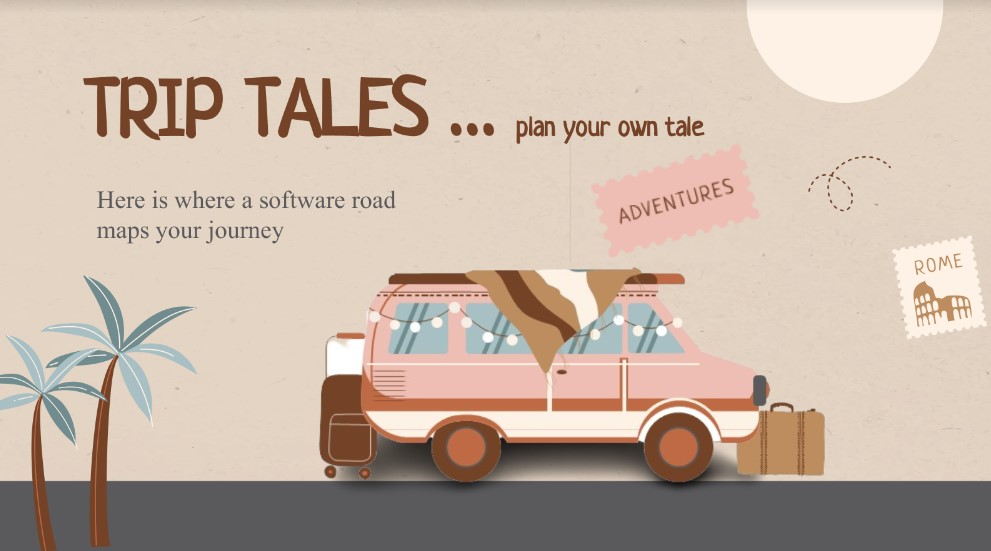 TRIP TALES ... plan your own tale
Here is where a software road
maps your journey
ADVENTURES
ROME